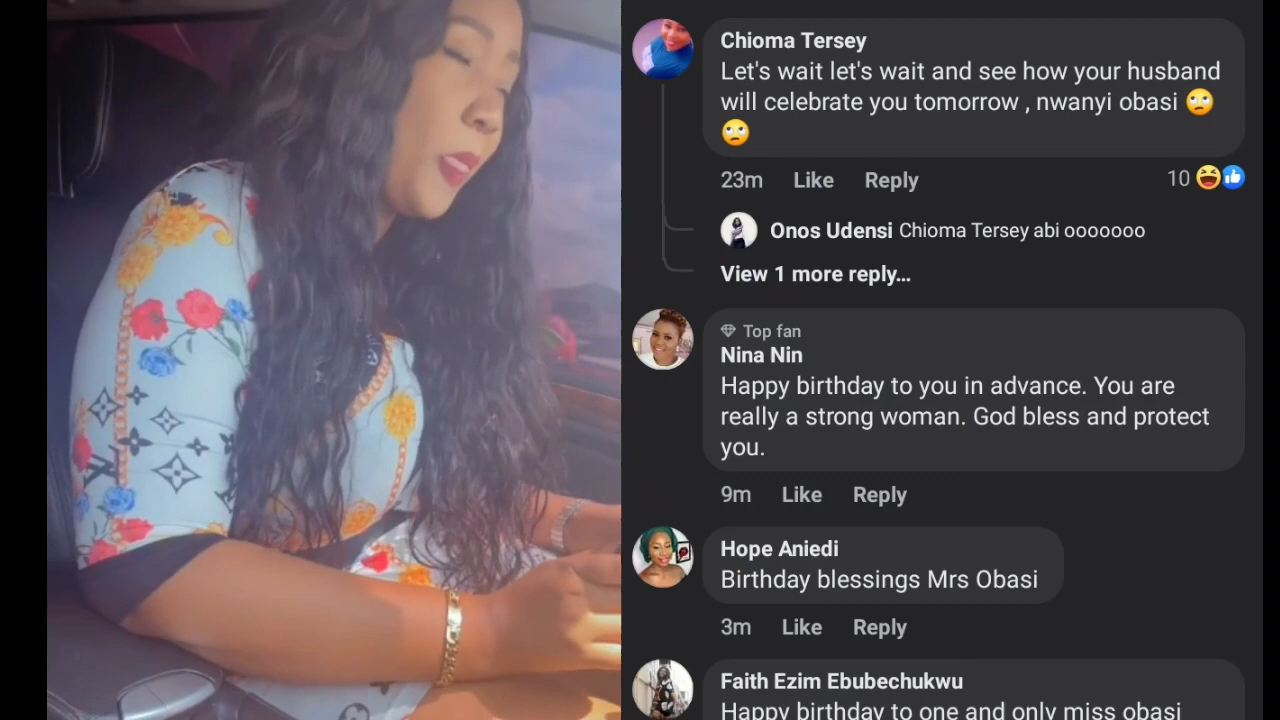 Chioma Tersey
Let's wait let's wait and see how your husband
will celebrate you tomorrow , nwanyi obasi 🙄
🙄
23m Like Reply 10
Onos Udensi Chioma Tersey abi ooooooo
View 1 more reply...
Top fan
Nina Nin
Happy birthday to you in advance. You are
really a strong woman. God bless and protect
you.
9m Like Reply
Hope Aniedi
Birthday blessings Mrs Obasi
3m Like Reply
Faith Ezim Ebubechukwu
Happy birthday to one and only miss obasi